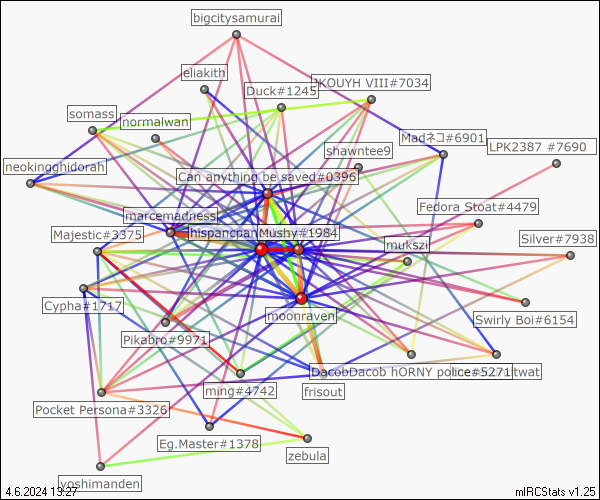 bigcitysamurai
eliakith
JKOUYH VIII#7034
Duck#1245
somass
normalwan
Madネコ#6901
LPK2387 #7690
shawntee9
neokingghidorah
Can anything be saved#0396
Fedora Stoat#4479
marcemadness
Majestic#3375
Mushy#1984
Silver#7938
mukszi
Cypha#1717
moonraven
Swirly Boi#6154
Pikabro#9971
DacobDacob hORNY police#5271
twat
ming#4742
frisout
Pocket Persona#3326
Eg.Master#1378
zebula
yoshimanden
4.6.2024 19:27
mIRCStats v1.25